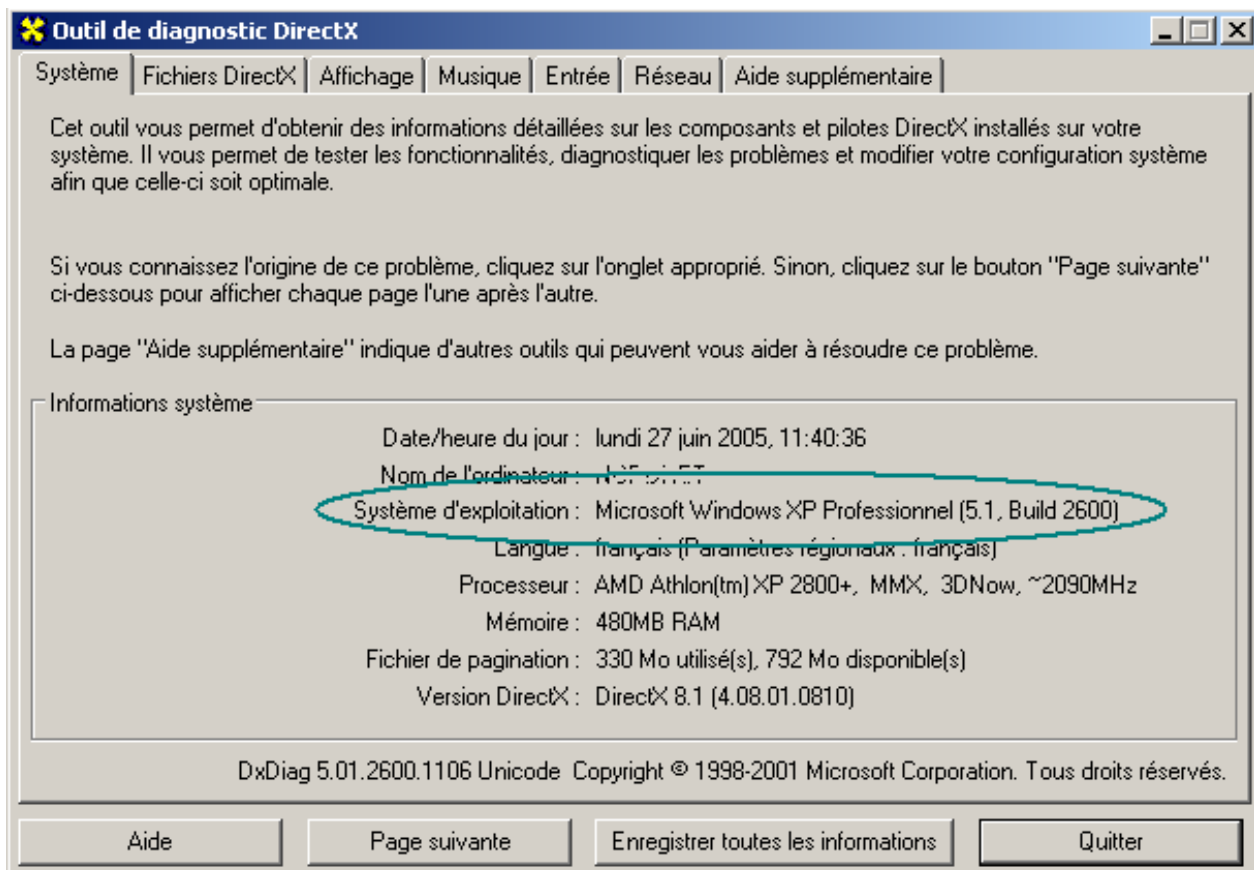 Outil de diagnostic DirectX
Système Fichiers DirectX Affichage Musique Entrée Réseau Aide supplémentaire
Cet outil vous permet d'obtenir des informations détaillées sur les composants et pilotes DirectX installés sur votre
système. Il vous permet de tester les fonctionnalités, diagnostiquer les problèmes et modifier votre configuration système
afin que celle-ci soit optimale.
Si vous connaissez l'origine de ce problème, cliquez sur l'onglet approprié. Sinon, cliquez sur le bouton "Page suivante"
ci-dessous pour afficher chaque page l'une après l'autre.
La page "Aide supplémentaire" indique d'autres outils qui peuvent vous aider à résoudre ce problème.
Informations système
Date/heure du jour : lundi 27 juin 2005, 11:40:36
Nom de l'ordinateur :
Système d'exploitation : Microsoft Windows XP Professionnel (5.1, Build 2600)
Langue : français (Paramètres régionaux : français)
Processeur : AMD Athlon(tm) XP 2800+, MMX, 3DNow, ~2090MHz
Mémoire : 480MB RAM
Fichier de pagination : 330 Mo utilisé(s), 792 Mo disponible(s)
Version DirectX : DirectX 8.1 (4.08.01.0810)
DxDiag 5.01.2600.1106 Unicode Copyright © 1998-2001 Microsoft Corporation. Tous droits réservés.
Aide Page suivante Enregistrer toutes les informations Quitter